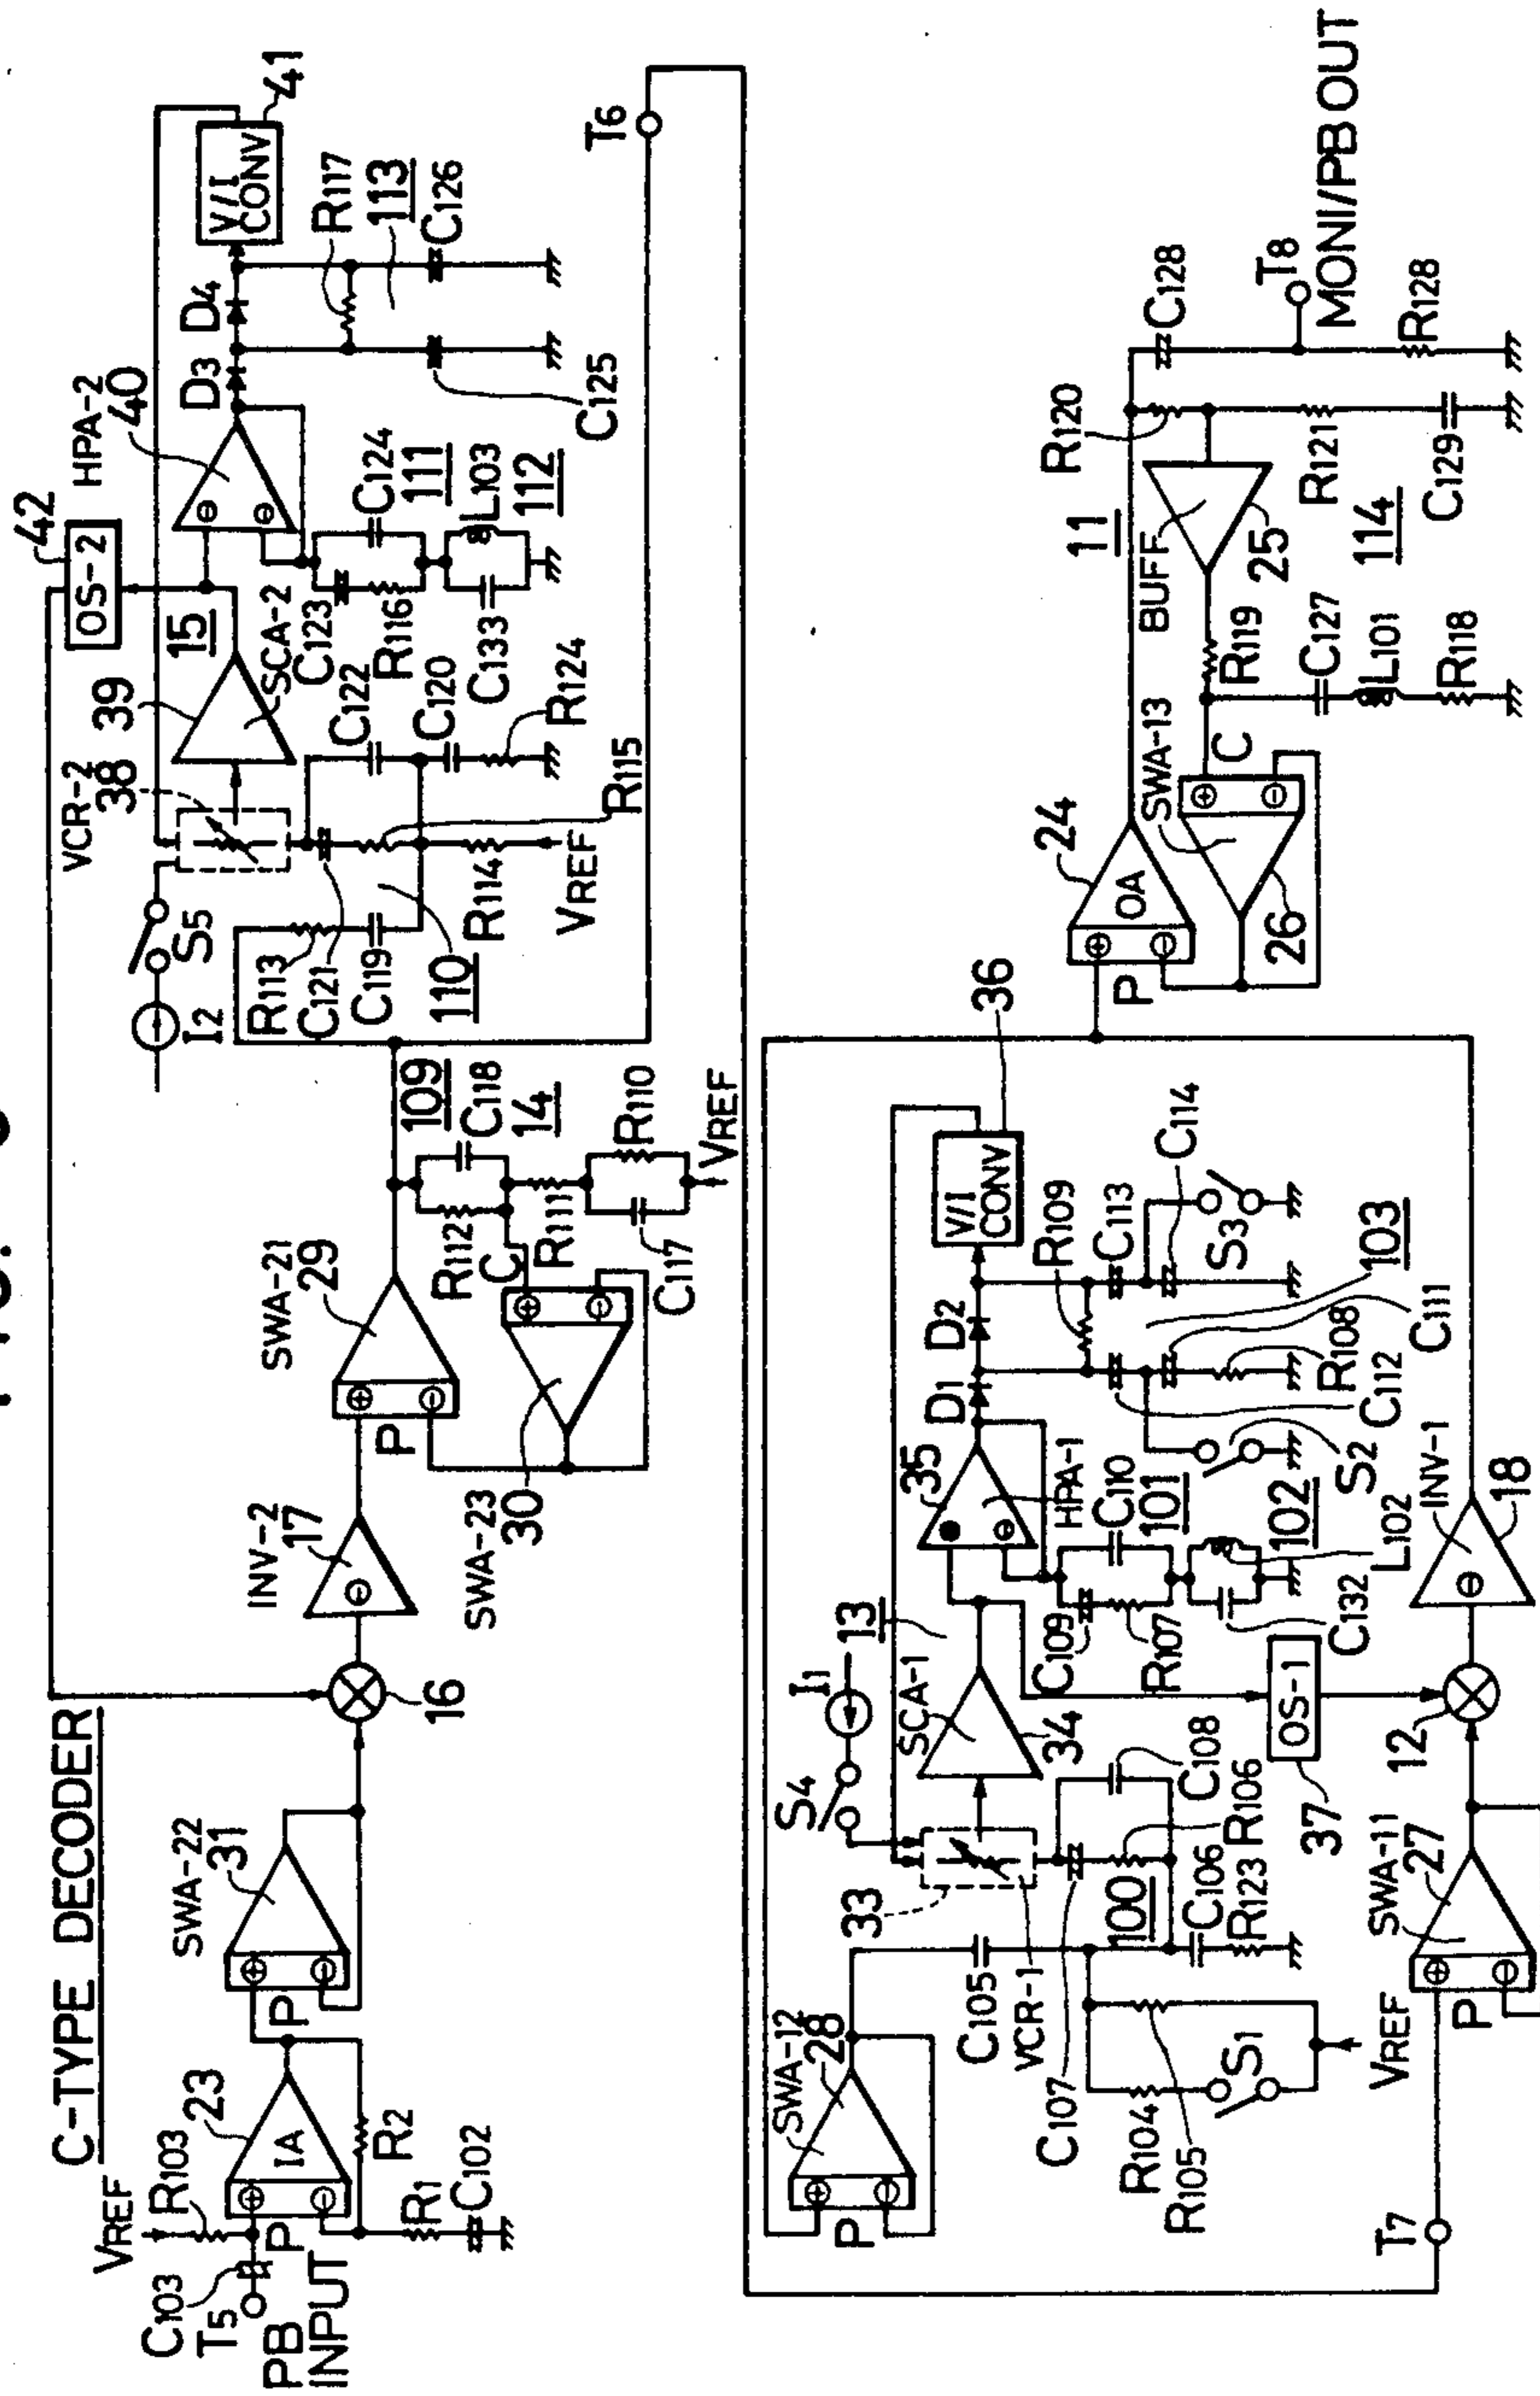 C-TYPE DECODER
VREF
R103
C103
T5
PB
INPUT
P
23
IA
R2
R1
C102
SWA-22
31
P
16
INV-2
17
SWA-21
29
P
SWA-23
30
C
R112
109
C118
14
R111
R110
C117
VREF
I2
S5
VCR-2
38
R113
C121
C119
110
R114
VREF
R115
39
15
SCA-2
C122
C120
R124
42
OS-2
HPA-2
40
C123
R116
C133
C124
111
L103
112
D3
D4
V/I
CONV
41
R117
113
C126
C125
T6
SWA-12
28
P
C105
VCR-1
C107
R104
R105
S1
VREF
100
C106
R123
33
S4
I1
13
SCA-1
34
C108
R106
37
OS-1
C109
R107
C132
L102
102
101
C110
HPA-1
35
D1
D2
V/I
CONV
36
R109
C113
C114
S3
103
C111
R108
C112
S2
T7
SWA-11
27
P
12
INV-1
18
24
OA
P
SWA-13
26
C
BUFF
25
11
R119
C127
L101
R118
R120
R121
C129
114
C128
T8
MONI/PB OUT
R128